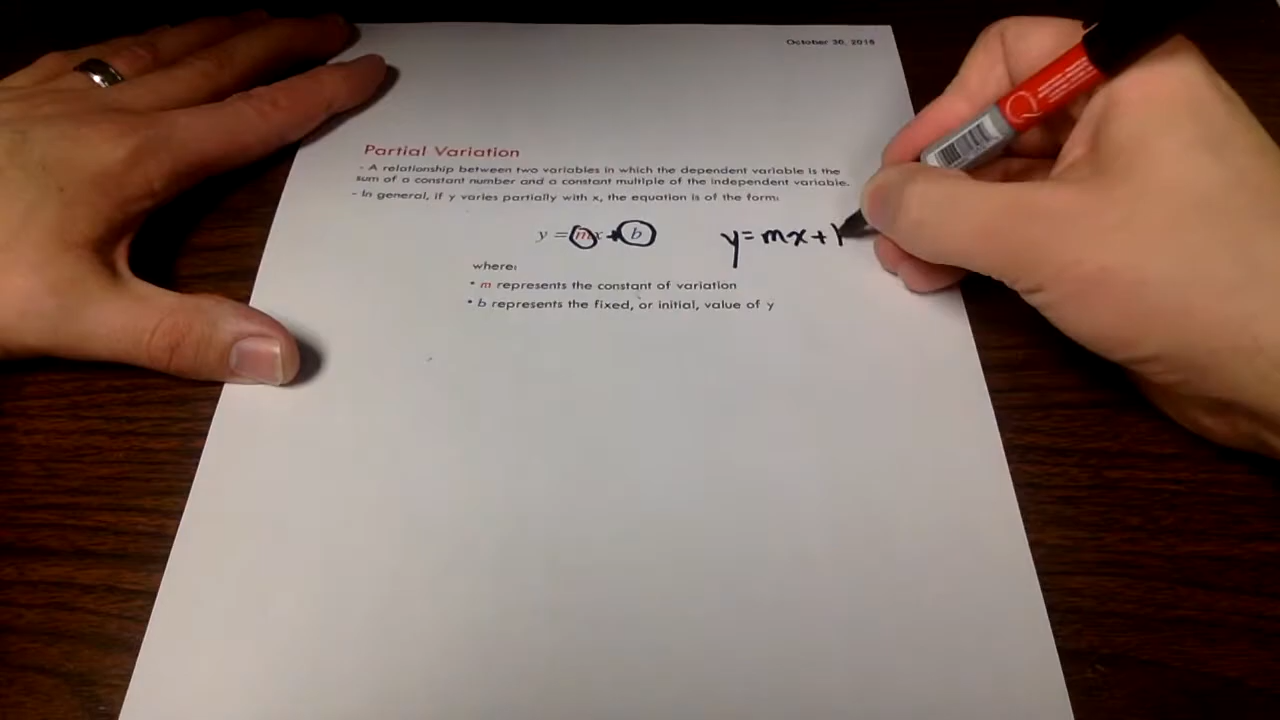 October 30, 2018
Partial Variation
- A relationship between two variables in which the dependent variable is the
sum of a constant number and a constant multiple of the independent variable.
- In general, if y varies partially with x, the equation is of the form:
y = mx + b
y = mx +
where:
• m represents the constant of variation
• b represents the fixed, or initial, value of y